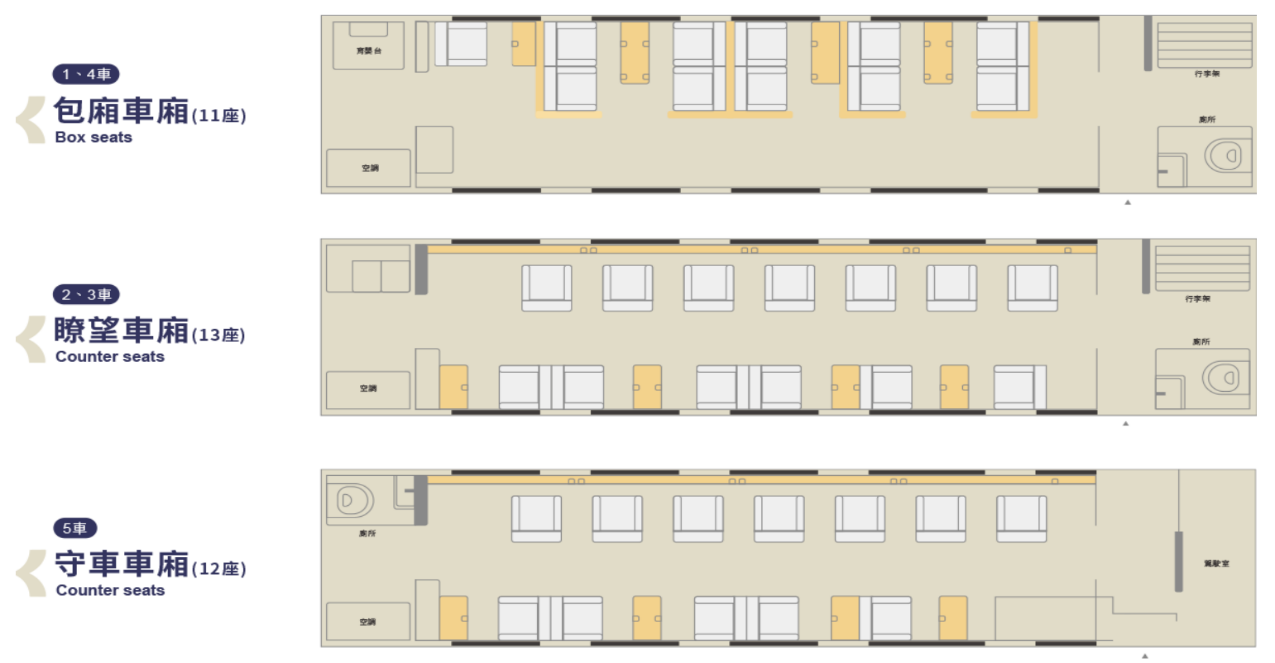 1、4車
包廂車廂(11座)
Box seats
育嬰台
空調
行李架
廁所
2、3車
瞭望車廂(13座)
Counter seats
空調
行李架
廁所
5車
守車車廂(12座)
Counter seats
廁所
空調
駕駛室